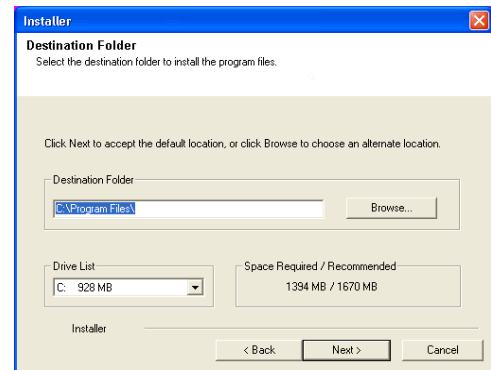 Installer
Destination Folder
Select the destination folder to install the program files.
Click Next to accept the default location, or click Browse to choose an alternate location.
Destination Folder
C:\Program Files\
Browse...
Drive List
Space Required / Recommended
C: 928 MB
1394 MB / 1670 MB
Installer
< Back
Next >
Cancel